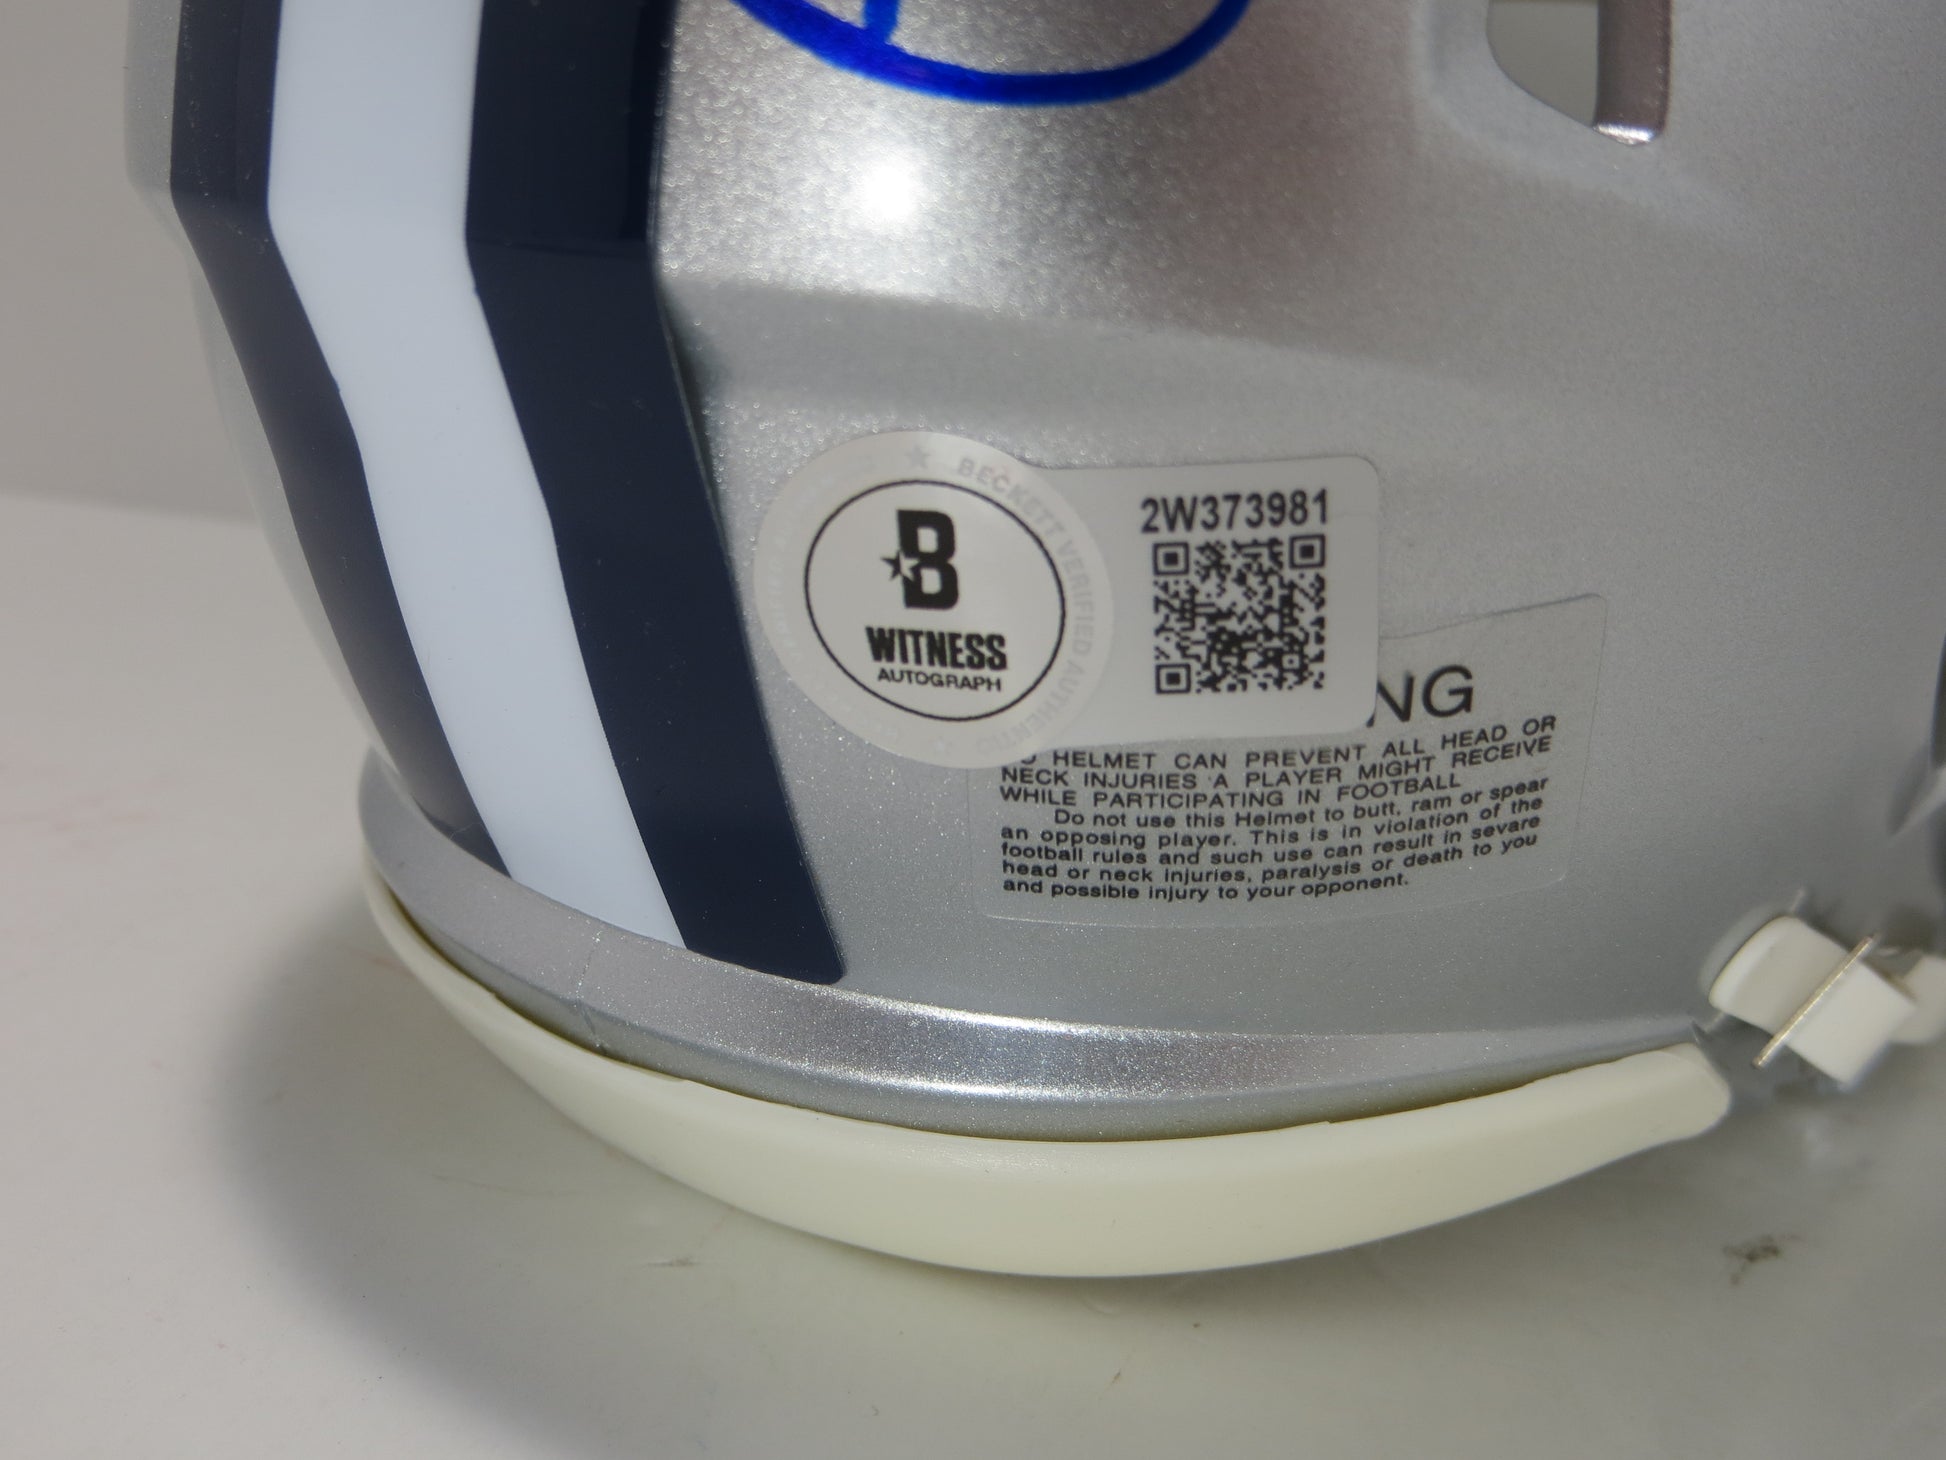 BECKETT VERIFIED AUTHENTIC
B
WITNESS
AUTOGRAPH
2W373981
NG
HELMET CAN PREVENT ALL HEAD OR
NECK INJURIES A PLAYER MIGHT RECEIVE
WHILE PARTICIPATING IN FOOTBALL
Do not use this Helmet to butt, ram or spear
an opposing player. This is in violation of the
football rules and such use can result in sevare
head or neck injuries, paralysis or death to you
and possible injury to your opponent.